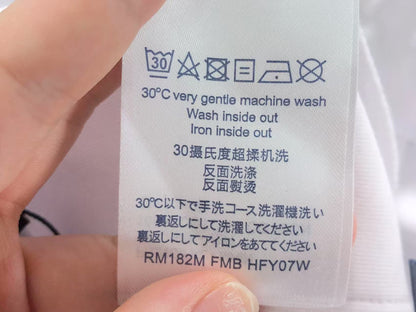 30
30°C very gentle machine wash
Wash inside out
Iron inside out
30摄氏度超揉机洗
反面洗涤
反面熨烫
30℃以下で手洗コース洗濯機洗い
裏返しにして洗濯してください
裏返しにしてアイロンをあててください
RM182M FMB HFY07W